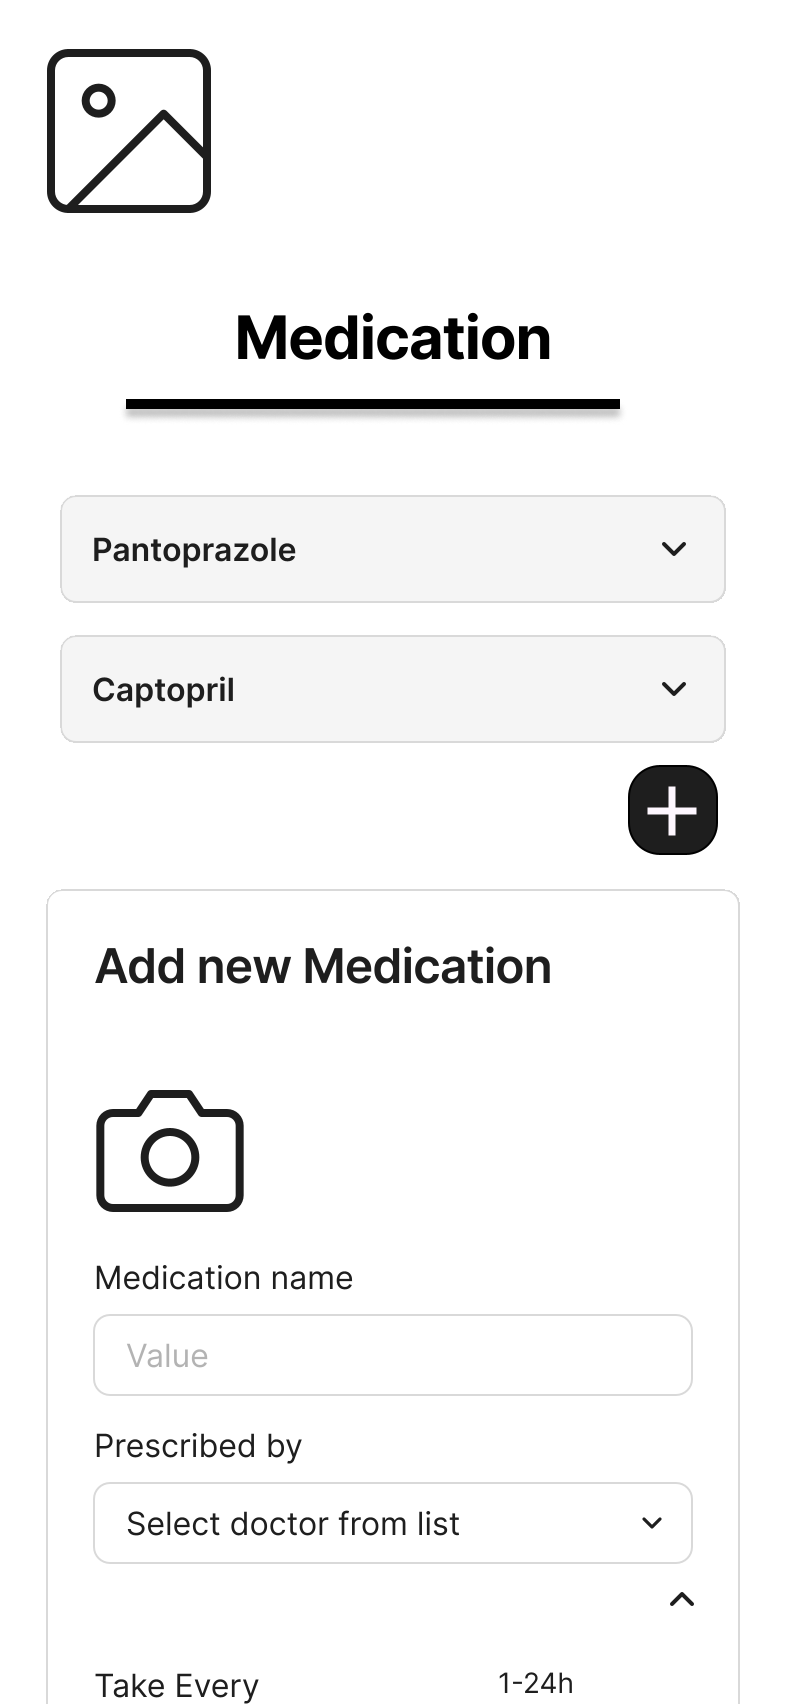 Medication
Pantoprazole
Captopril
Add new Medication
Medication name
Value
Prescribed by
Select doctor from list
Take Every 1-24h